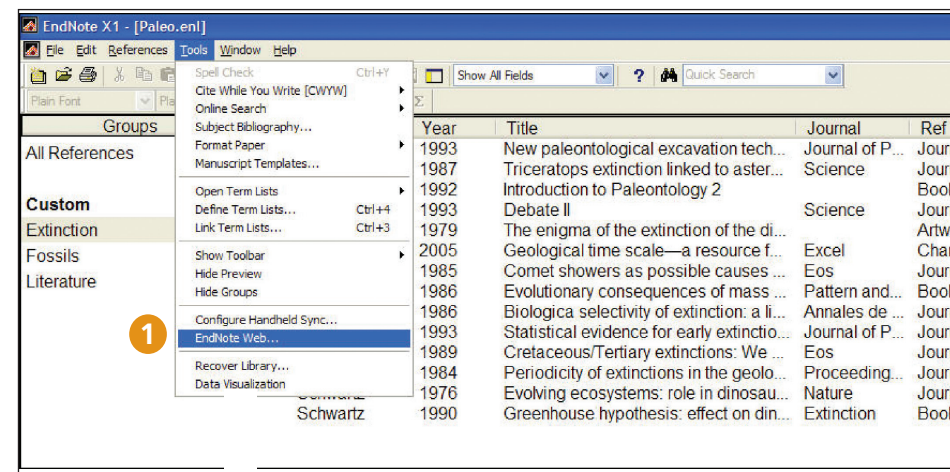 EndNote X1 - [Paleo.enl]
File Edit References Tools Window Help
Show All Fields ? Quick Search
Plain Font Pla Σ
Groups
All References
Custom
Extinction
Fossils
Literature
Spell Check Ctrl+Y
Cite While You Write [CWYW]
Online Search
Subject Bibliography...
Format Paper
Manuscript Templates...
Open Term Lists
Define Term Lists... Ctrl+4
Link Term Lists... Ctrl+3
Show Toolbar
Hide Preview
Hide Groups
Configure Handheld Sync...
1 EndNote Web...
Recover Library...
Data Visualization
Year Title Journal Ref
1993 New paleontological excavation tech... Journal of P... Jour
1987 Triceratops extinction linked to aster... Science Jour
1992 Introduction to Paleontology 2 Book
1993 Debate II Science Jour
1979 The enigma of the extinction of the di... Artw
2005 Geological time scale—a resource f... Excel Char
1985 Comet showers as possible causes ... Eos Jour
1986 Evolutionary consequences of mass ... Pattern and... Book
1986 Biologica selectivity of extinction: a li... Annales de ... Jour
1993 Statistical evidence for early extinctio... Journal of P... Jour
1989 Cretaceous/Tertiary extinctions: We ... Eos Jour
1984 Periodicity of extinctions in the geolo... Proceeding... Jour
1976 Evolving ecosystems: role in dinosau... Nature Jour
Schwartz 1990 Greenhouse hypothesis: effect on din... Extinction Book